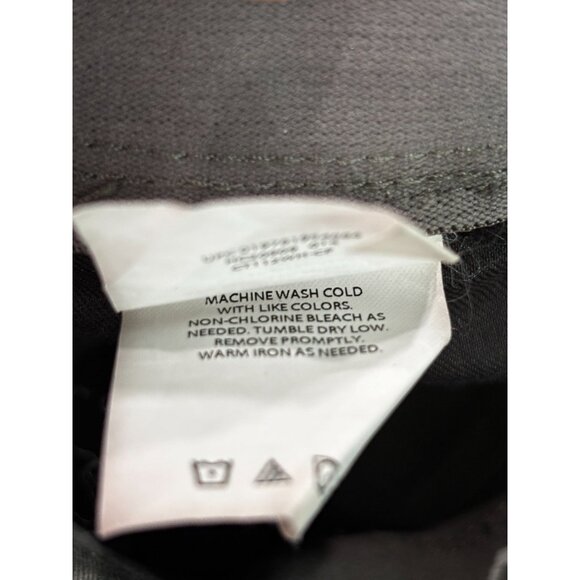 MACHINE WASH COLD
WITH LIKE COLORS.
NON-CHLORINE BLEACH AS
NEEDED. TUMBLE DRY LOW.
REMOVE PROMPTLY.
WARM IRON AS NEEDED.